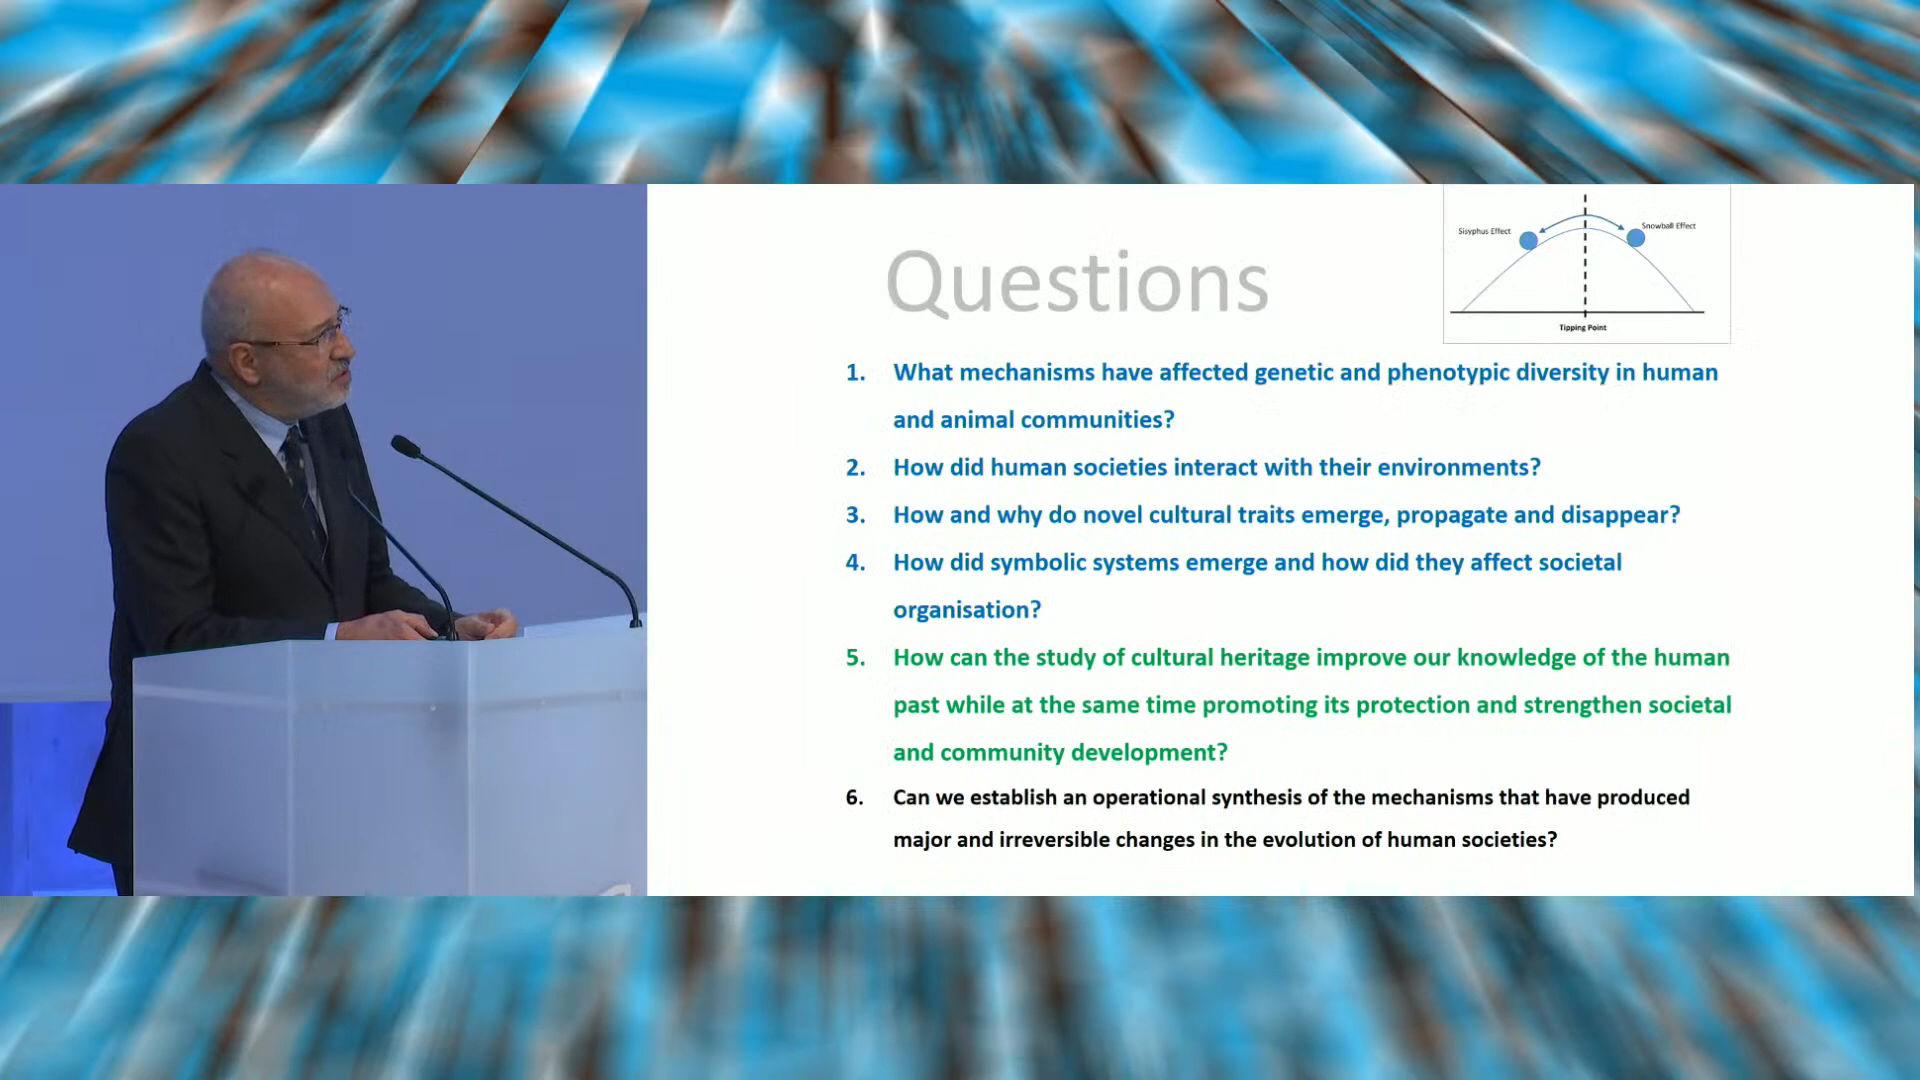 Questions
Sisyphus Effect
Snowball Effect
Tipping Point
1. What mechanisms have affected genetic and phenotypic diversity in human
and animal communities?
2. How did human societies interact with their environments?
3. How and why do novel cultural traits emerge, propagate and disappear?
4. How did symbolic systems emerge and how did they affect societal
organisation?
5. How can the study of cultural heritage improve our knowledge of the human
past while at the same time promoting its protection and strengthen societal
and community development?
6. Can we establish an operational synthesis of the mechanisms that have produced
major and irreversible changes in the evolution of human societies?